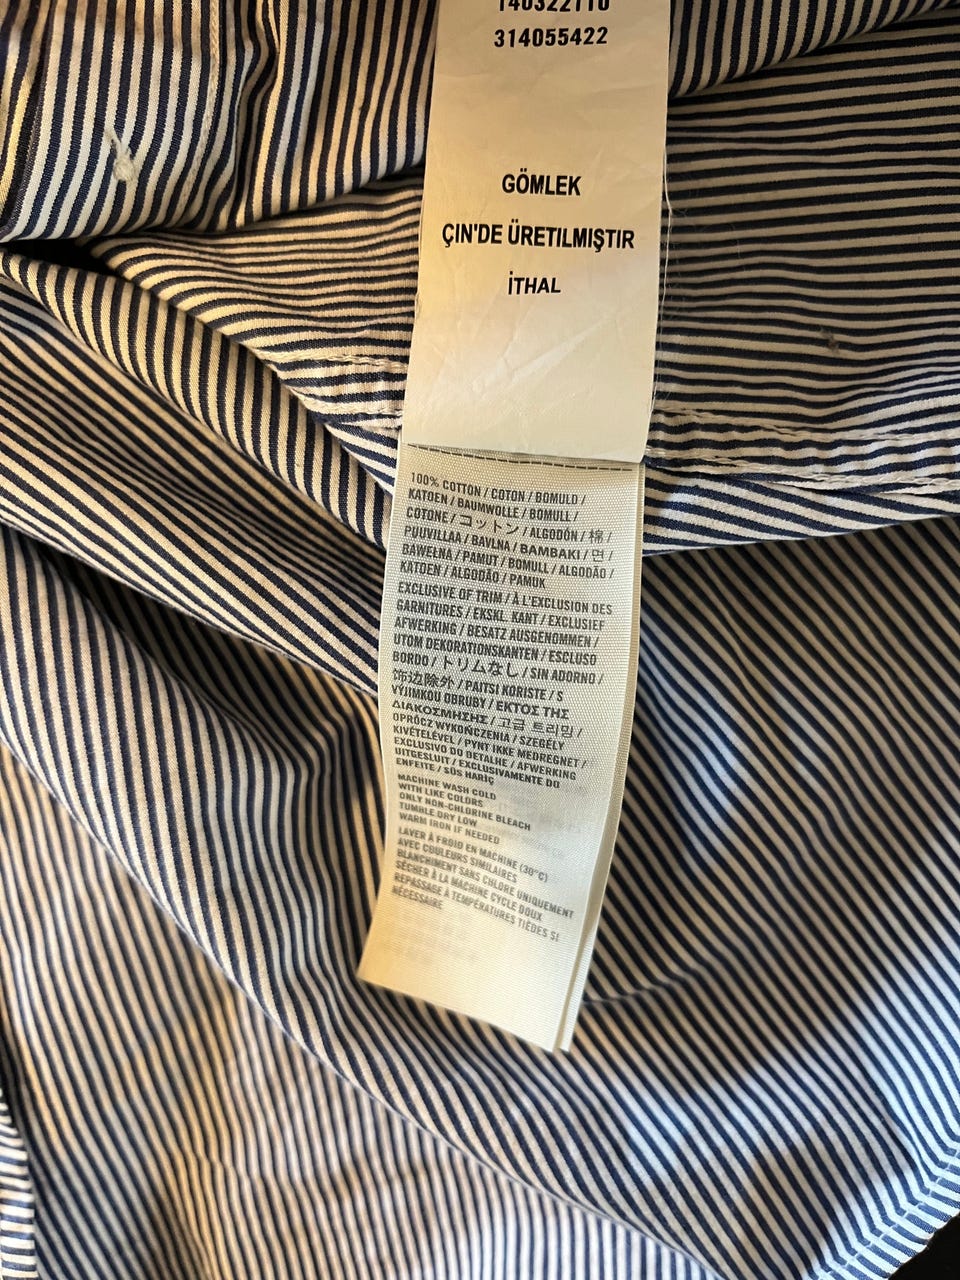 140322110
314055422
GÖMLEK
ÇIN'DE ÜRETILMIŞTIR
İTHAL
100% COTTON / COTON / BOMULD /
KATOEN / BAUMWOLLE / BOMULL /
COTONE / コットン / ALGODÓN / 棉 /
PUUVILLAA / BAVLNA / BAMBAKI / 면 /
BAWEŁNA / PAMUT / BOMULL / ALGODÃO /
KATOEN / ALGODÃO / PAMUK
EXCLUSIVE OF TRIM / À L'EXCLUSION DES
GARNITURES / EKSKL. KANT / EXCLUSIEF
AFWERKING / BESATZ AUSGENOMMEN /
UTOM DEKORATIONSKANTEN / ESCLUSO
BORDO / トリムなし / SIN ADORNO /
饰边除外 / PAITSI KORISTE / S
VÝJIMKOU OBRUBY / ΕΚΤΟΣ ΤΗΣ
ΔΙΑΚΟΣΜΗΣΗΣ / 고급 트리밍 /
OPRÓCZ WYKOŃCZENIA / SZEGÉLY
KIVÉTELÉVEL / PYNT IKKE MEDREGNET /
EXCLUSIVO DO DETALHE / AFWERKING
UITGESLUIT / EXCLUSIVAMENTE DO
ENFEITE / SÜS HARİÇ
MACHINE WASH COLD
WITH LIKE COLORS
ONLY NON-CHLORINE BLEACH
TUMBLE DRY LOW
WARM IRON IF NEEDED
LAVER À FROID EN MACHINE (30°C)
AVEC COULEURS SIMILAIRES
BLANCHIMENT SANS CHLORE UNIQUEMENT
SÉCHER À LA MACHINE CYCLE DOUX
REPASSAGE À TEMPÉRATURES TIÈDES SI
NÉCESSAIRE